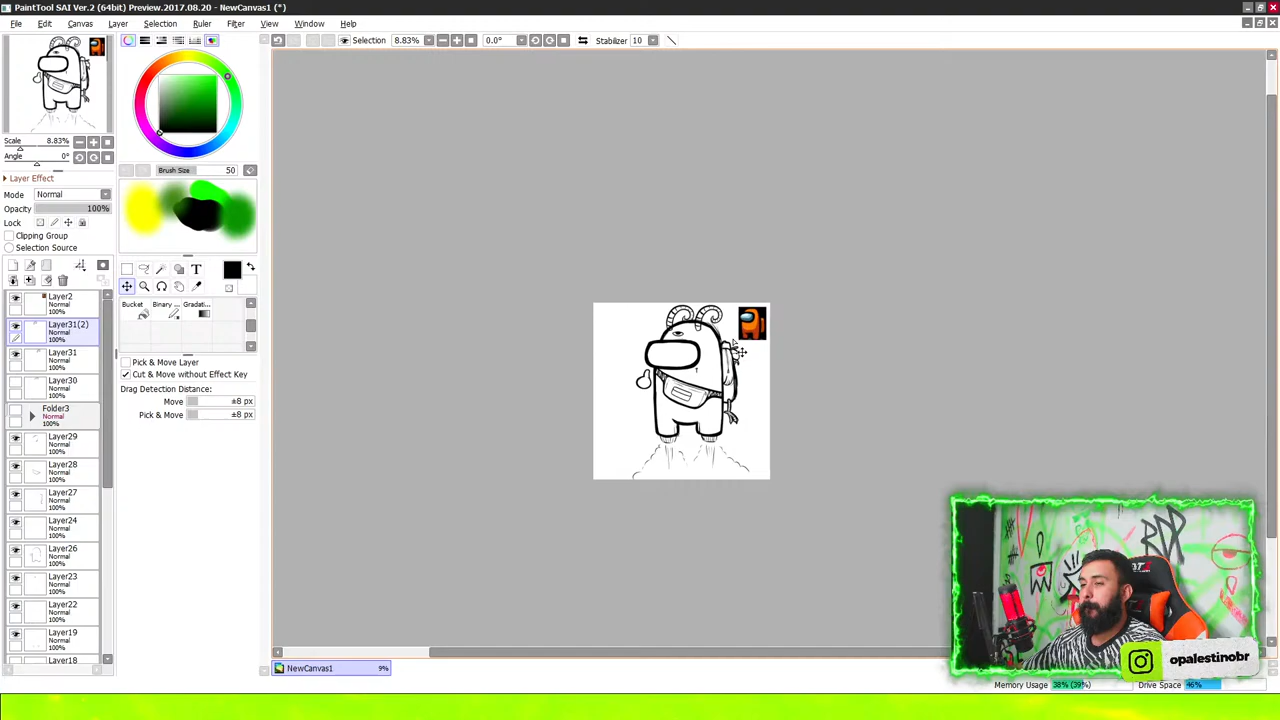 PaintTool SAI Ver.2 (64bit) Preview.2017.08.20 - NewCanvas1 (*)
File Edit Canvas Layer Selection Ruler Filter View Window Help
Selection 8.83% 0.0° Stabilizer 10
Scale 8.83%
Angle 0°
Layer Effect
Mode Normal
Opacity 100%
Lock
Clipping Group
Selection Source
Layer2
Normal
100%
Layer31(2)
Normal
100%
Layer31
Normal
100%
Layer30
Normal
100%
Folder3
Normal
100%
Layer29
Normal
100%
Layer28
Normal
100%
Layer27
Normal
100%
Layer24
Normal
100%
Layer26
Normal
100%
Layer23
Normal
100%
Layer22
Normal
100%
Layer19
Normal
100%
Layer18
Brush Size 50
T
Bucket Binary ... Gradati...
Pick & Move Layer
Cut & Move without Effect Key
Drag Detection Distance:
Move ±8 px
Pick & Move ±8 px
NewCanvas1 9%
opalestinobr
Memory Usage 38% (39%) Drive Space 46%